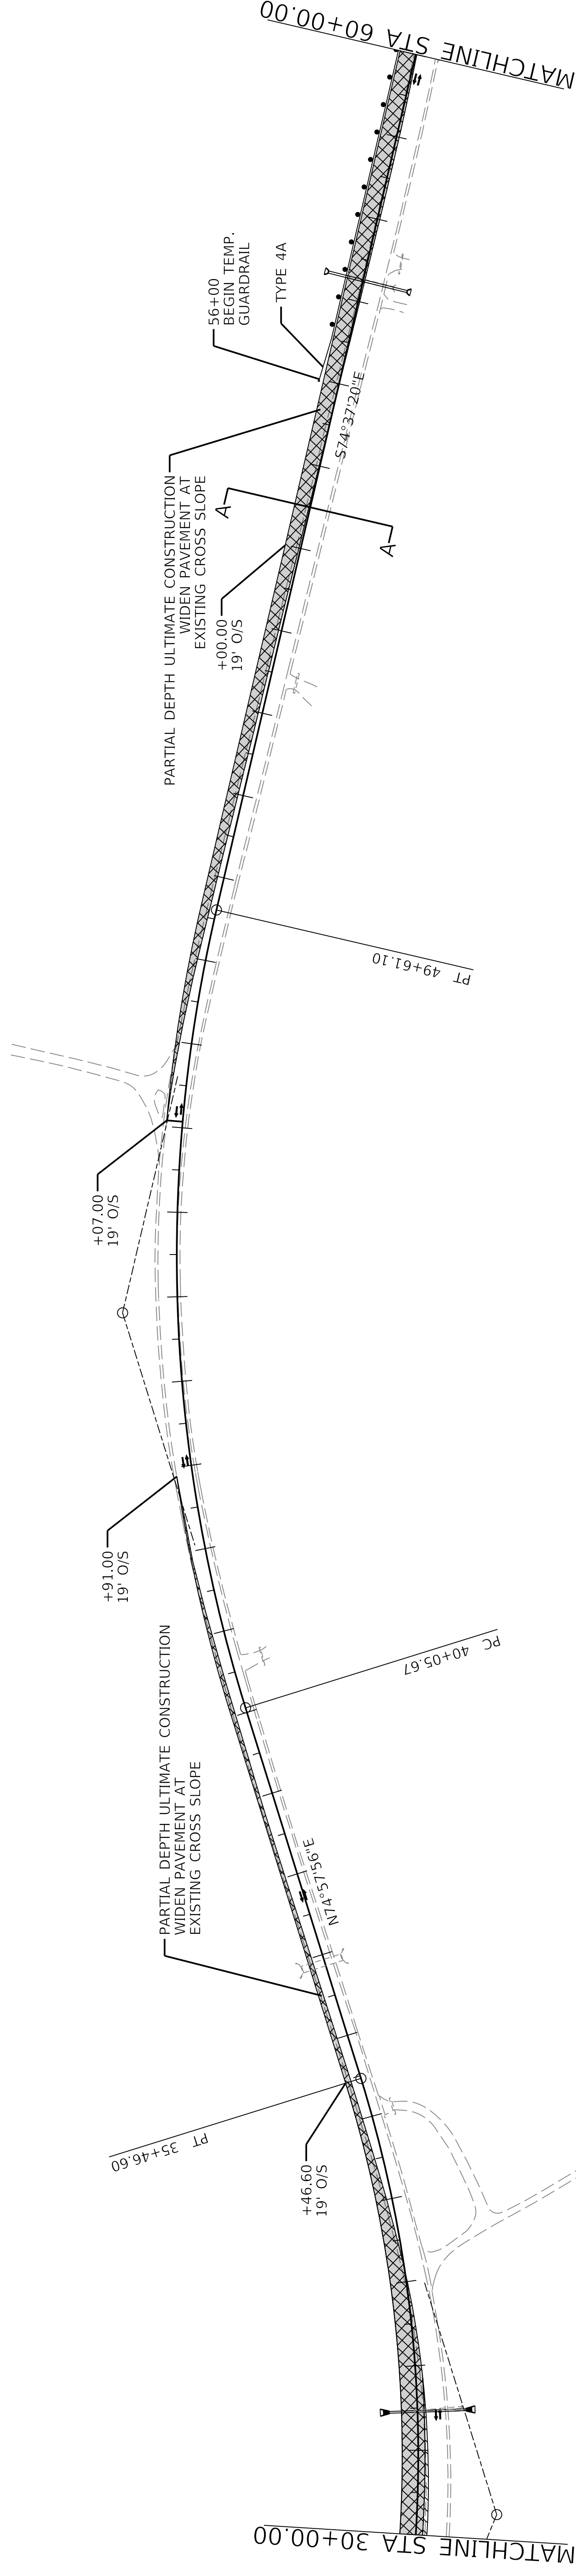 MATCHLINE STA 60+00.00
56+00
BEGIN TEMP.
GUARDRAIL
TYPE 4A
S74°37'20"E
PARTIAL DEPTH ULTIMATE CONSTRUCTION
WIDEN PAVEMENT AT
EXISTING CROSS SLOPE
A
A
+00.00
19' O/S
PT 49+61.10
+07.00
19' O/S
+91.00
19' O/S
PC 40+05.67
PARTIAL DEPTH ULTIMATE CONSTRUCTION
WIDEN PAVEMENT AT
EXISTING CROSS SLOPE
N74°57'56"E
PT 35+46.60
+46.60
19' O/S
MATCHLINE STA 30+00.00